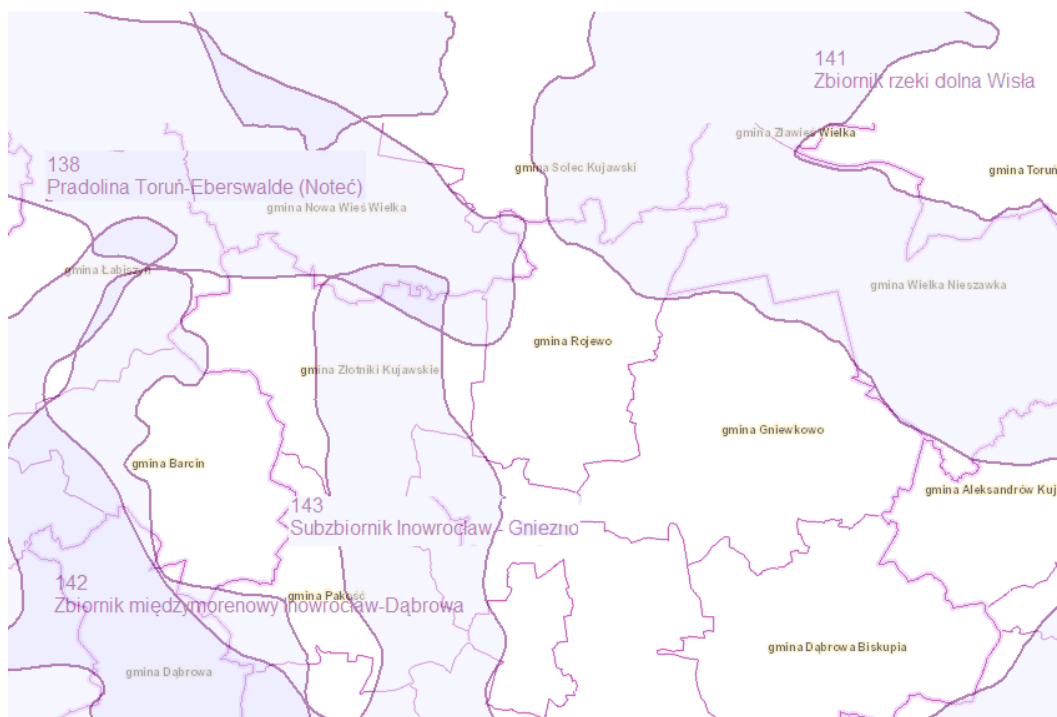 141
Zbiornik rzeki dolna Wisła
gmina Zławieś Wielka
138
Pradolina Toruń-Eberswalde (Noteć)
gmina Solec Kujawski
gmina Toruń
gmina Nowa Wieś Wielka
gmina Łabiszyn
gmina Wielka Nieszawka
gmina Rojewo
gmina Złotniki Kujawskie
gmina Gniewkowo
gmina Barcin
gmina Aleksandrów Kuj
143
Subzbiornik Inowrocław - Gniezno
142
Zbiornik międzymorenowy Inowrocław-Dąbrowa
gmina Pakość
gmina Dąbrowa Biskupia
gmina Dąbrowa